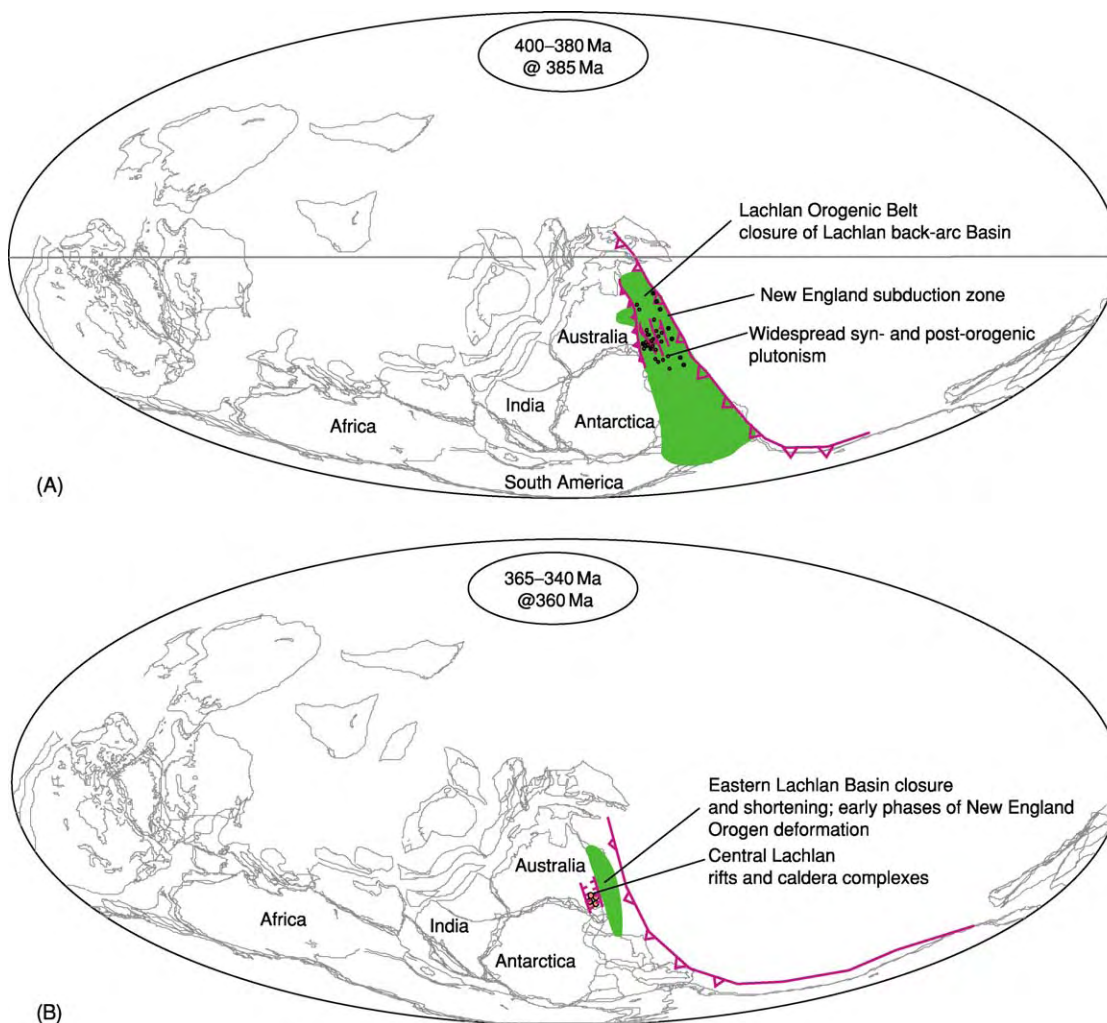 400–380 Ma
@ 385 Ma
Lachlan Orogenic Belt
closure of Lachlan back-arc Basin
New England subduction zone
Australia
Widespread syn- and post-orogenic
plutonism
India
Africa
Antarctica
South America
(A)
365–340 Ma
@360 Ma
Eastern Lachlan Basin closure
and shortening; early phases of New England
Orogen deformation
Australia
Central Lachlan
rifts and caldera complexes
Africa
India
Antarctica
(B)